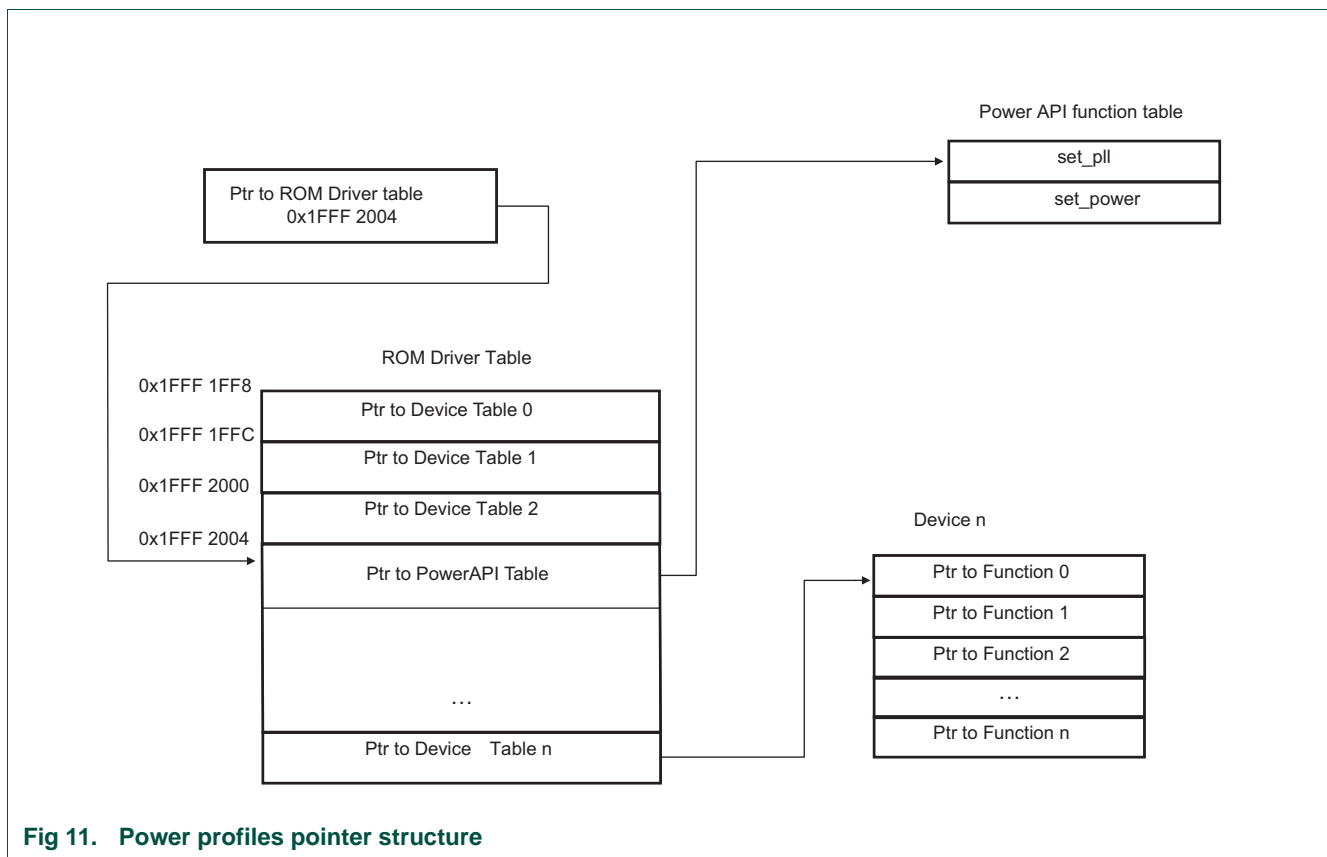 Power API function table
set_pll
set_power
Ptr to ROM Driver table
0x1FFF 2004
ROM Driver Table
0x1FFF 1FF8
Ptr to Device Table 0
0x1FFF 1FFC
Ptr to Device Table 1
0x1FFF 2000
Ptr to Device Table 2
0x1FFF 2004
Ptr to PowerAPI Table
…
Ptr to Device Table n
Device n
Ptr to Function 0
Ptr to Function 1
Ptr to Function 2
…
Ptr to Function n
Fig 11. Power profiles pointer structure